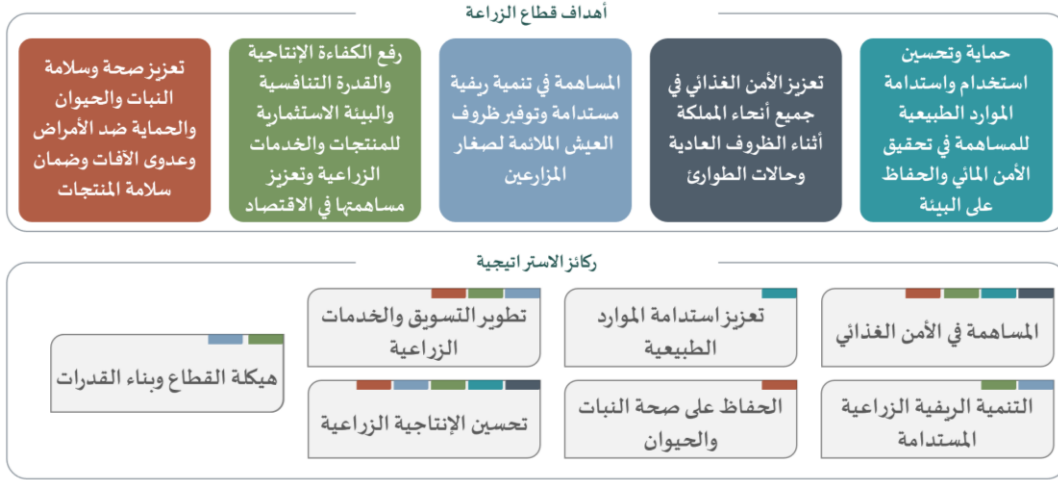 أهداف قطاع الزراعة
حماية وتحسين
استخدام واستدامة
الموارد الطبيعية
للمساهمة في تحقيق
الأمن المائي والحفاظ
على البيئة
تعزيز الأمن الغذائي في
جميع أنحاء المملكة
أثناء الظروف العادية
وحالات الطوارئ
المساهمة في تنمية ريفية
مستدامة وتوفير ظروف
العيش الملائمة لصغار
المزارعين
رفع الكفاءة الإنتاجية
والقدرة التنافسية
والبيئة الاستثمارية
للمنتجات والخدمات
الزراعية وتعزيز
مساهمتها في الاقتصاد
تعزيز صحة وسلامة
النبات والحيوان
والحماية ضد الأمراض
وعدوى الآفات وضمان
سلامة المنتجات
ركائز الاستراتيجية
المساهمة في الأمن الغذائي
تعزيز استدامة الموارد
الطبيعية
تطوير التسويق والخدمات
الزراعية
هيكلة القطاع وبناء القدرات
التنمية الريفية الزراعية
المستدامة
الحفاظ على صحة النبات
والحيوان
تحسين الإنتاجية الزراعية